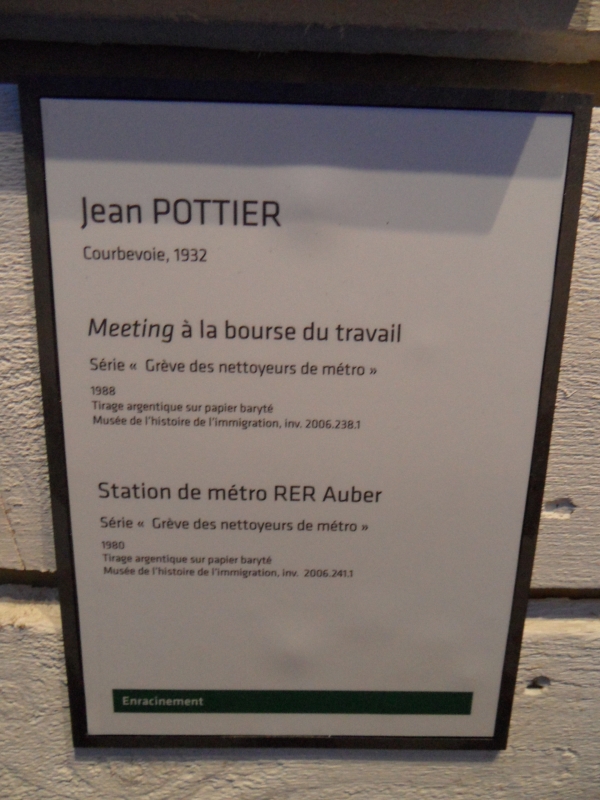 Jean POTTIER
Courbevoie, 1932
Meeting à la bourse du travail
Série « Grève des nettoyeurs de métro »
1988
Tirage argentique sur papier baryté
Musée de l'histoire de l'immigration, inv. 2006.238.1
Station de métro RER Auber
Série « Grève des nettoyeurs de métro »
1980
Tirage argentique sur papier baryté
Musée de l'histoire de l'immigration, inv. 2006.241.1
Enracinement